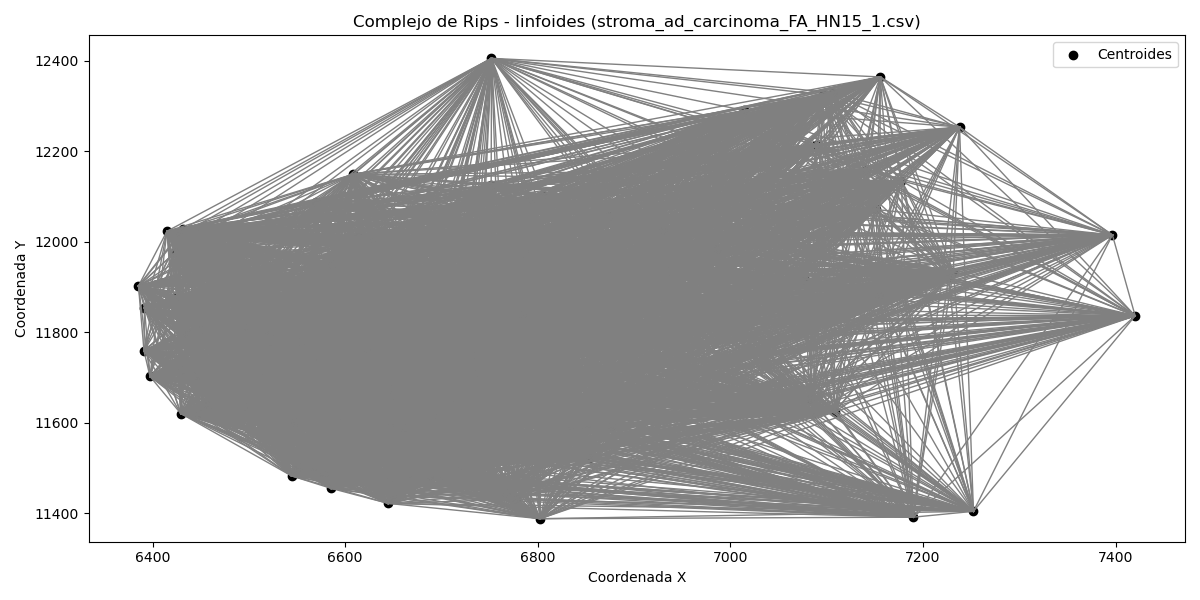 Complejo de Rips - linfoides (stroma_ad_carcinoma_FA_HN15_1.csv)
Centroides
Coordenada Y
12400
12200
12000
11800
11600
11400
6400 6600 6800 7000 7200 7400
Coordenada X